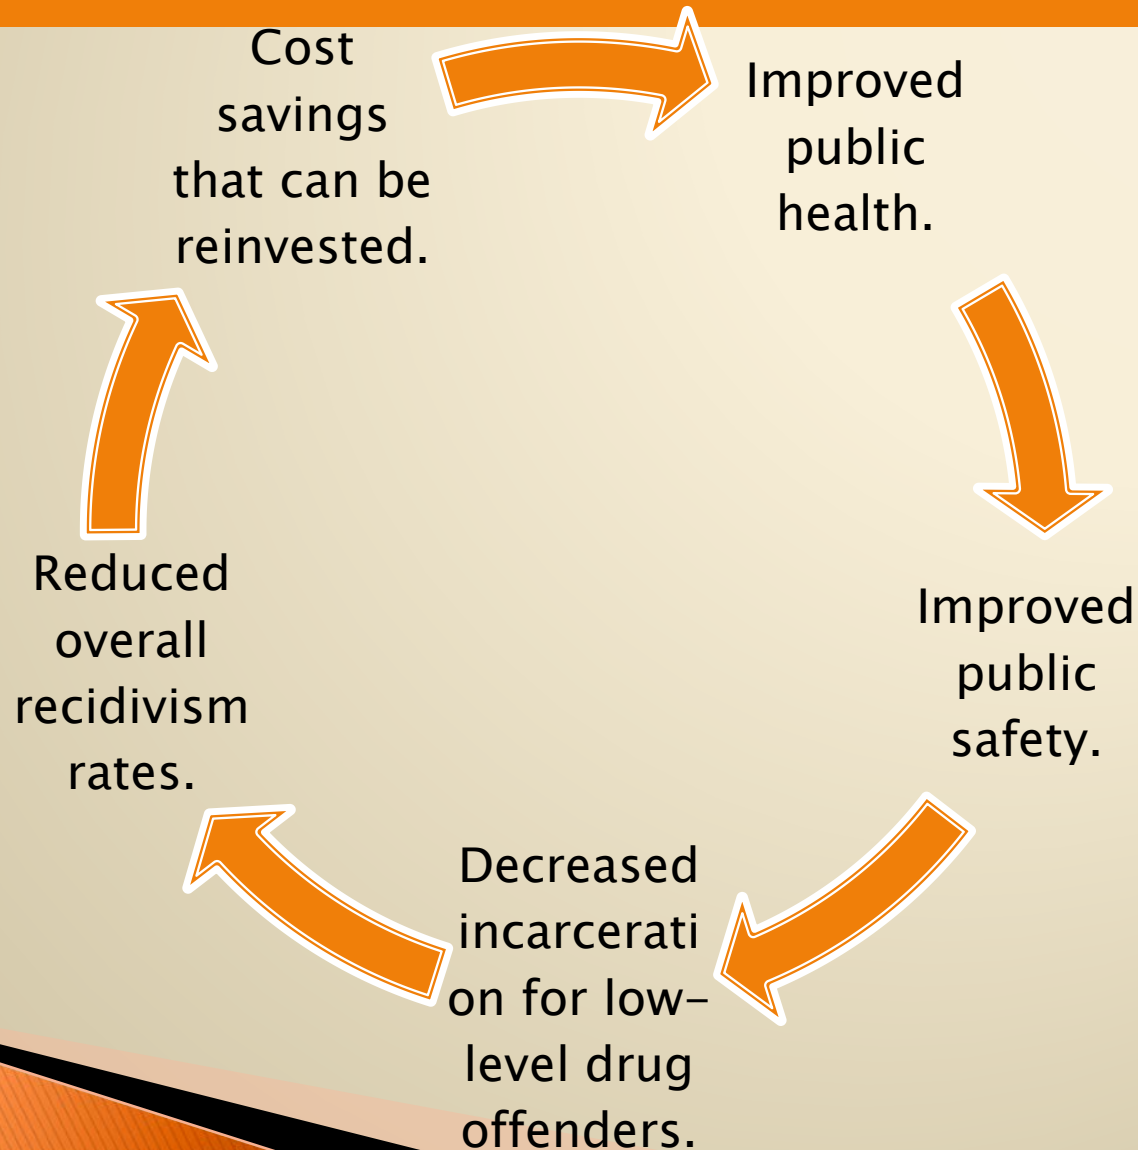 Cost
savings
that can be
reinvested.
Improved
public
health.
Improved
public
safety.
Decreased
incarcerati
on for low-
level drug
offenders.
Reduced
overall
recidivism
rates.